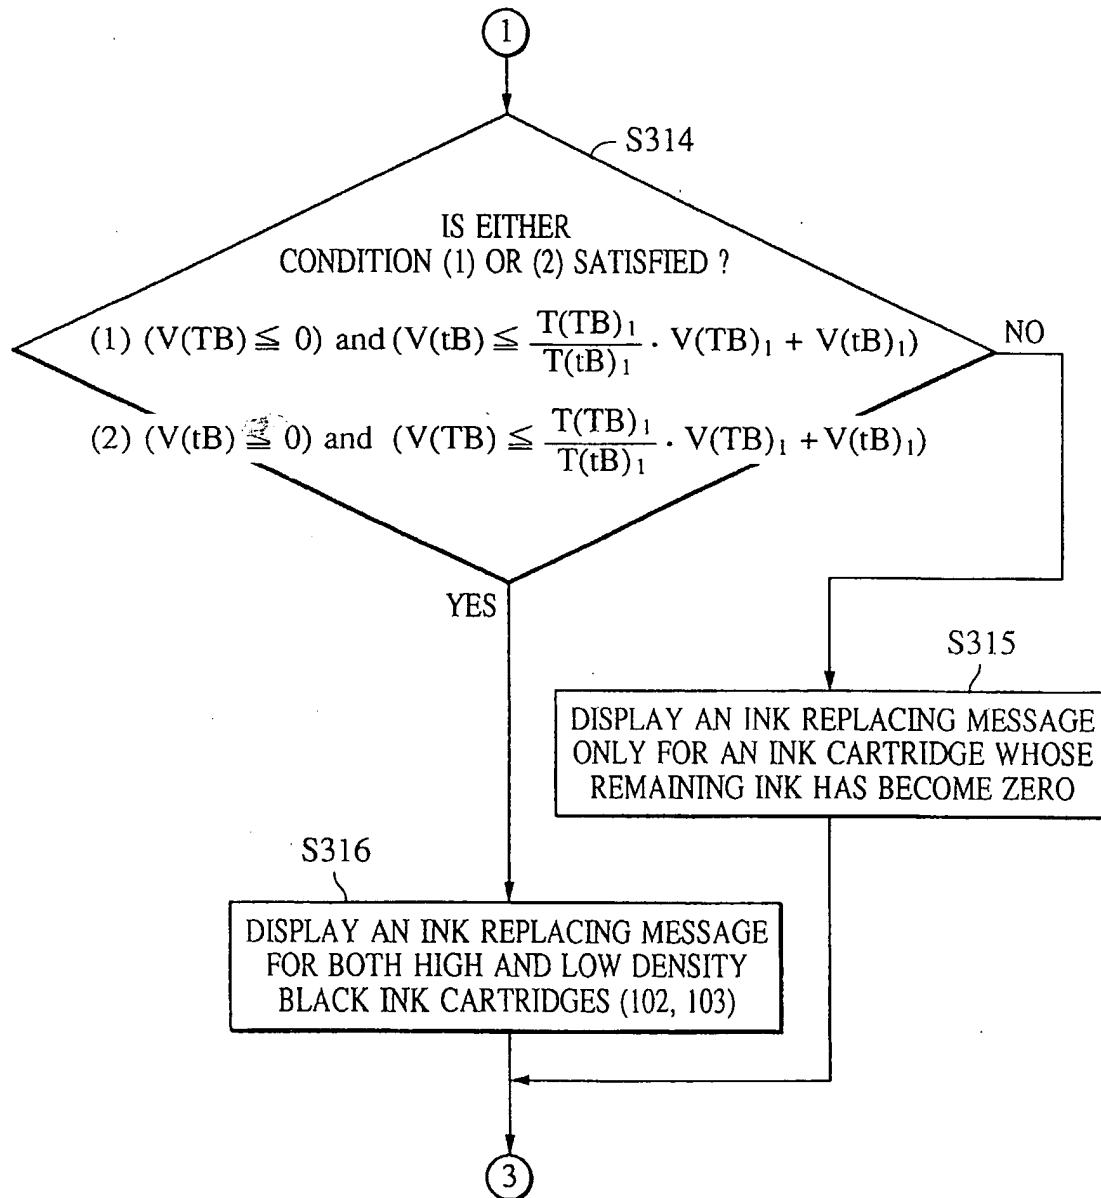 1
S314
IS EITHER
CONDITION (1) OR (2) SATISFIED ?
(1) (V(TB) ≦ 0) and (V(tB) ≦ T(TB)₁/T(tB)₁ · V(TB)₁ + V(tB)₁)
NO
(2) (V(tB) ≦ 0) and (V(TB) ≦ T(TB)₁/T(tB)₁ · V(TB)₁ + V(tB)₁)
YES
S315
DISPLAY AN INK REPLACING MESSAGE
ONLY FOR AN INK CARTRIDGE WHOSE
REMAINING INK HAS BECOME ZERO
S316
DISPLAY AN INK REPLACING MESSAGE
FOR BOTH HIGH AND LOW DENSITY
BLACK INK CARTRIDGES (102, 103)
3